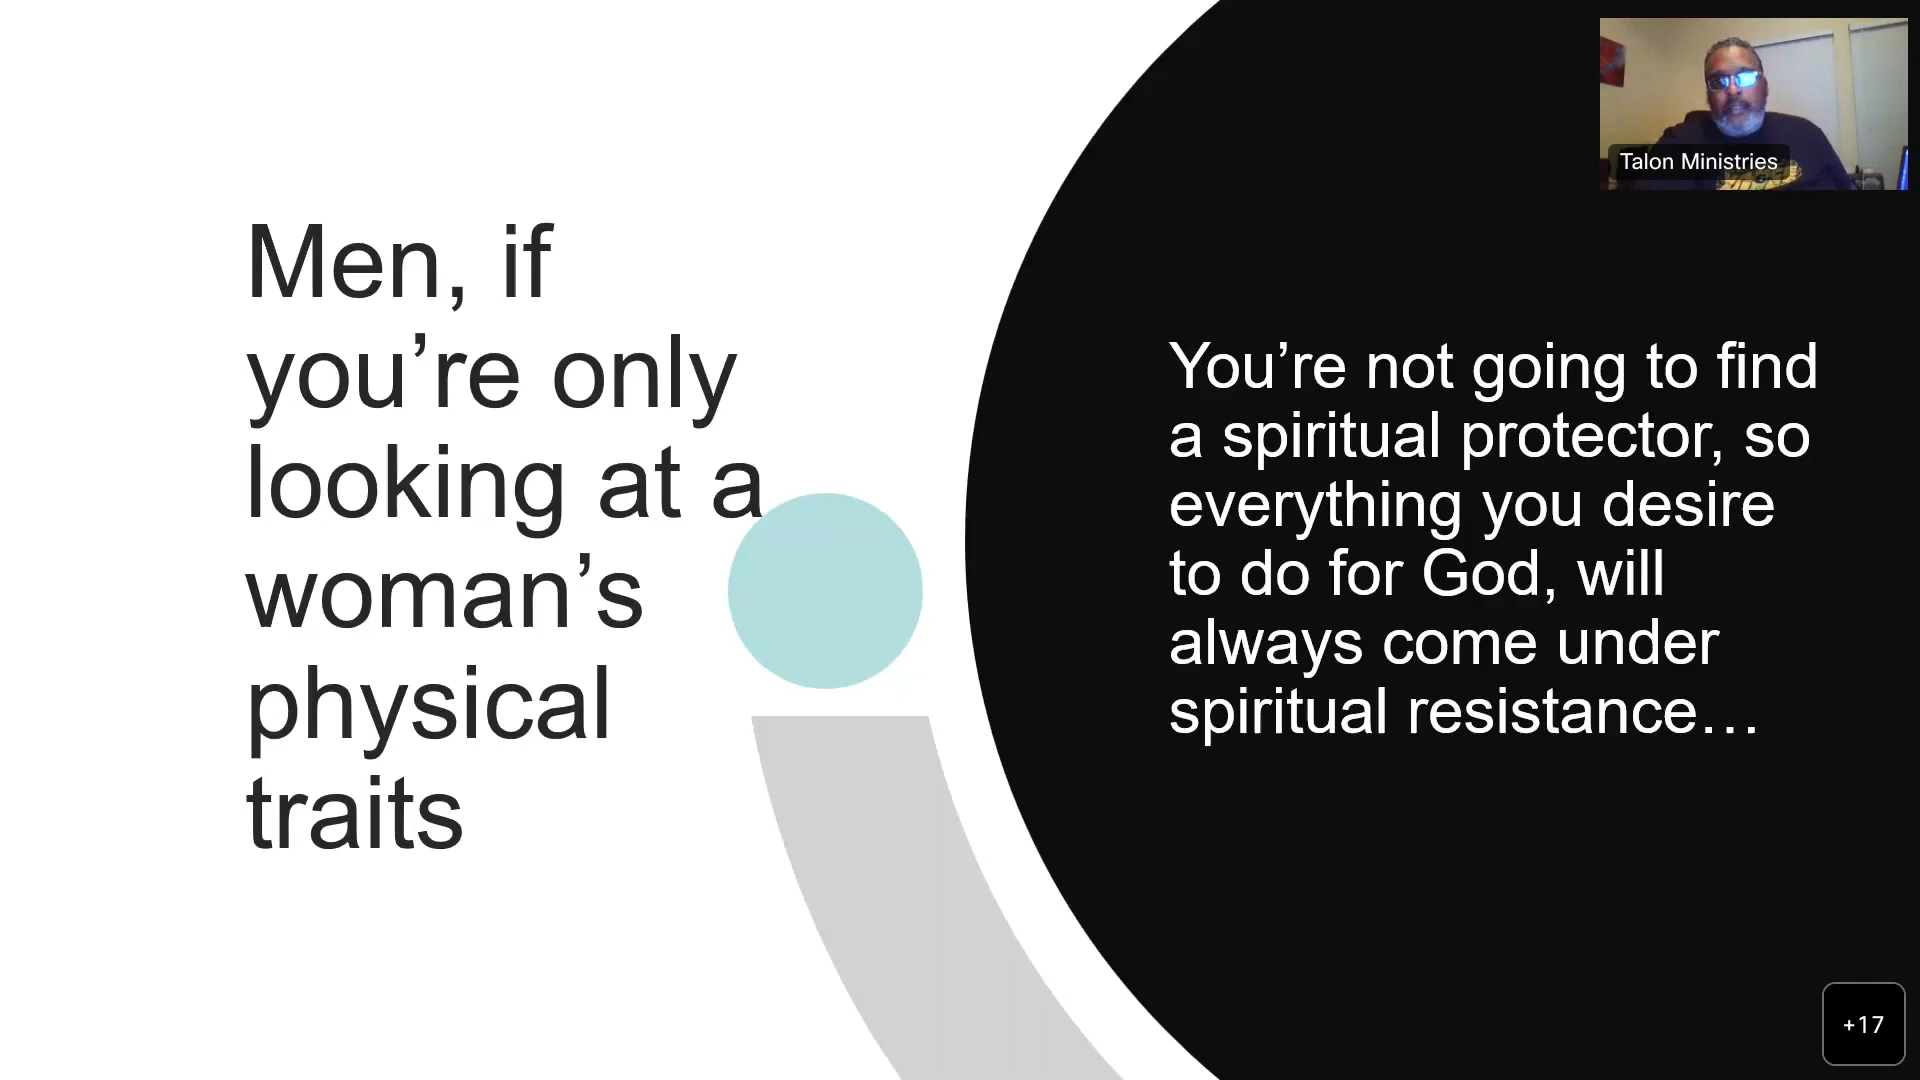 Men, if
you’re only
looking at a
woman’s
physical
traits
You’re not going to find
a spiritual protector, so
everything you desire
to do for God, will
always come under
spiritual resistance…
Talon Ministries
+17